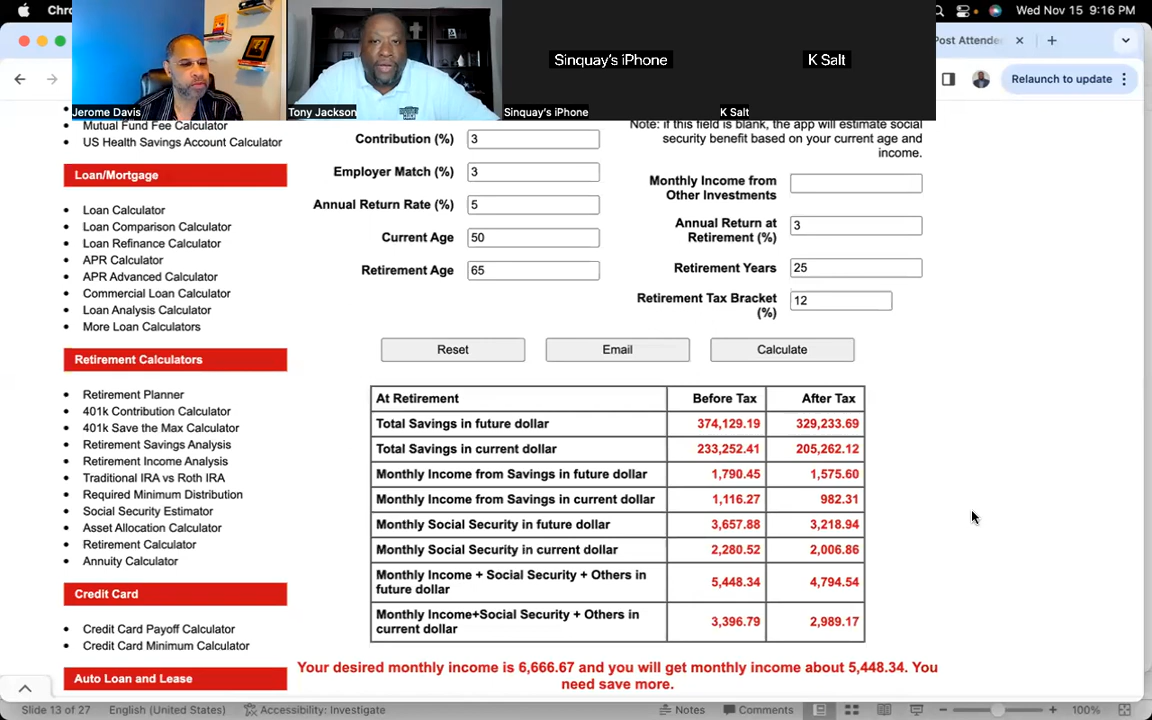 Chro
Wed Nov 15 9:16 PM
Sinquay's iPhone
K Salt
Jerome Davis
Tony Jackson
Sinquay's iPhone
K Salt
Post Attende
Relaunch to update
Mutual Fund Fee Calculator
US Health Savings Account Calculator
Loan/Mortgage
Loan Calculator
Loan Comparison Calculator
Loan Refinance Calculator
APR Calculator
APR Advanced Calculator
Commercial Loan Calculator
Loan Analysis Calculator
More Loan Calculators
Retirement Calculators
Retirement Planner
401k Contribution Calculator
401k Save the Max Calculator
Retirement Savings Analysis
Retirement Income Analysis
Traditional IRA vs Roth IRA
Required Minimum Distribution
Social Security Estimator
Asset Allocation Calculator
Retirement Calculator
Annuity Calculator
Credit Card
Credit Card Payoff Calculator
Credit Card Minimum Calculator
Auto Loan and Lease
Contribution (%) 3
Employer Match (%) 3
Annual Return Rate (%) 5
Current Age 50
Retirement Age 65
Note: if this field is blank, the app will estimate social
security benefit based on your current age and
income.
Monthly Income from
Other Investments
Annual Return at
Retirement (%) 3
Retirement Years 25
Retirement Tax Bracket
(%) 12
Reset Email Calculate
At Retirement Before Tax After Tax
Total Savings in future dollar 374,129.19 329,233.69
Total Savings in current dollar 233,252.41 205,262.12
Monthly Income from Savings in future dollar 1,790.45 1,575.60
Monthly Income from Savings in current dollar 1,116.27 982.31
Monthly Social Security in future dollar 3,657.88 3,218.94
Monthly Social Security in current dollar 2,280.52 2,006.86
Monthly Income + Social Security + Others in
future dollar 5,448.34 4,794.54
Monthly Income+Social Security + Others in
current dollar 3,396.79 2,989.17
Your desired monthly income is 6,666.67 and you will get monthly income about 5,448.34. You
need save more.
Slide 13 of 27 English (United States) Accessibility: Investigate Notes Comments 100%